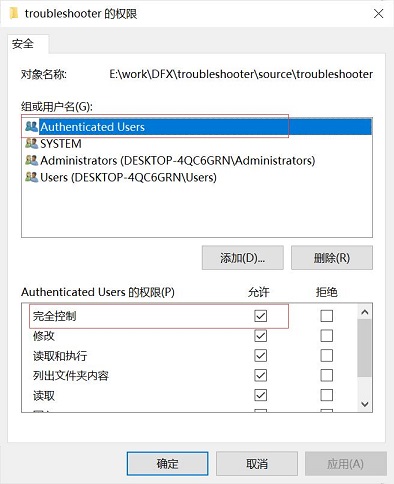 troubleshooter 的权限
安全
对象名称: E:\work\DFX\troubleshooter\source\troubleshooter
组或用户名(G):
Authenticated Users
SYSTEM
Administrators (DESKTOP-4QC6GRN\Administrators)
Users (DESKTOP-4QC6GRN\Users)
添加(D)... 删除(R)
Authenticated Users 的权限(P) 允许 拒绝
完全控制
修改
读取和执行
列出文件夹内容
读取
确定 取消 应用(A)